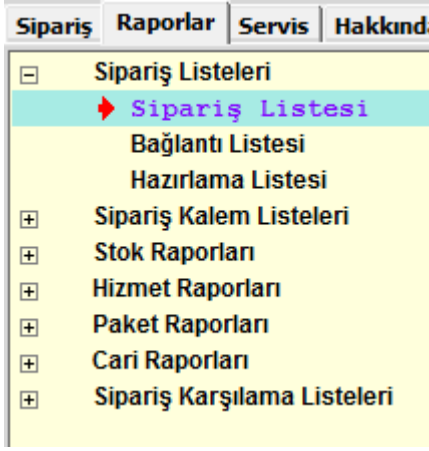 Sipariş Raporlar Servis Hakkınd
Sipariş Listeleri
Sipariş Listesi
Bağlantı Listesi
Hazırlama Listesi
Sipariş Kalem Listeleri
Stok Raporları
Hizmet Raporları
Paket Raporları
Cari Raporları
Sipariş Karşılama Listeleri